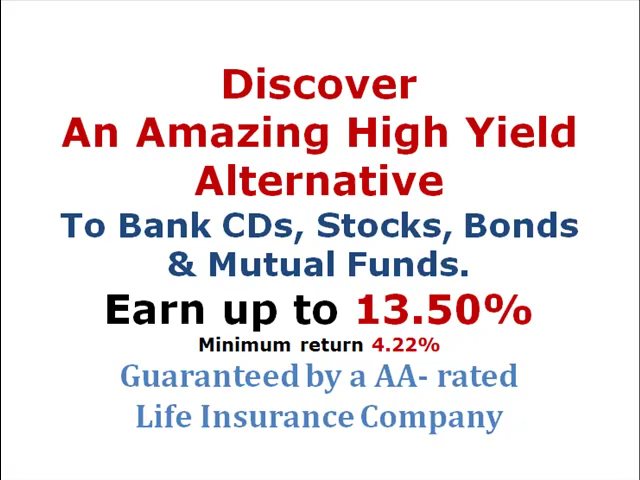 Discover
An Amazing High Yield
Alternative
To Bank CDs, Stocks, Bonds
& Mutual Funds.
Earn up to 13.50%
Minimum return 4.22%
Guaranteed by a AA- rated
Life Insurance Company